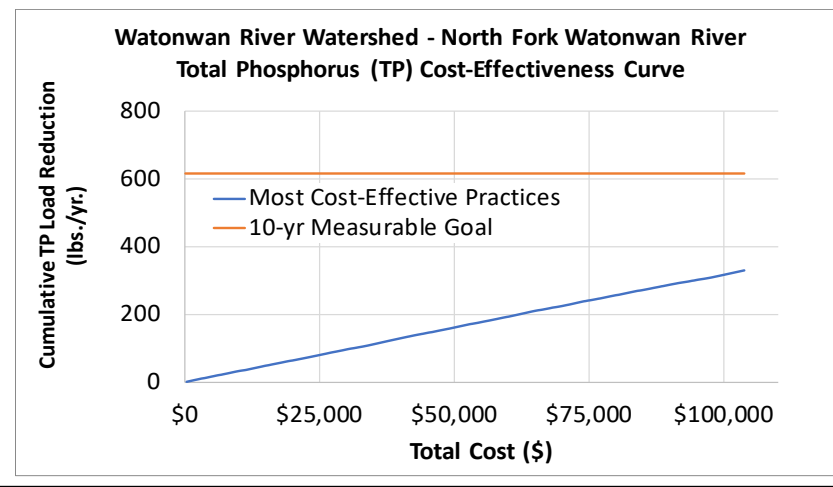 Watonwan River Watershed - North Fork Watonwan River
Total Phosphorus (TP) Cost-Effectiveness Curve
Cumulative TP Load Reduction
(lbs./yr.)
800
600
400
200
0
Most Cost-Effective Practices
10-yr Measurable Goal
$0
$25,000
$50,000
$75,000
$100,000
Total Cost ($)